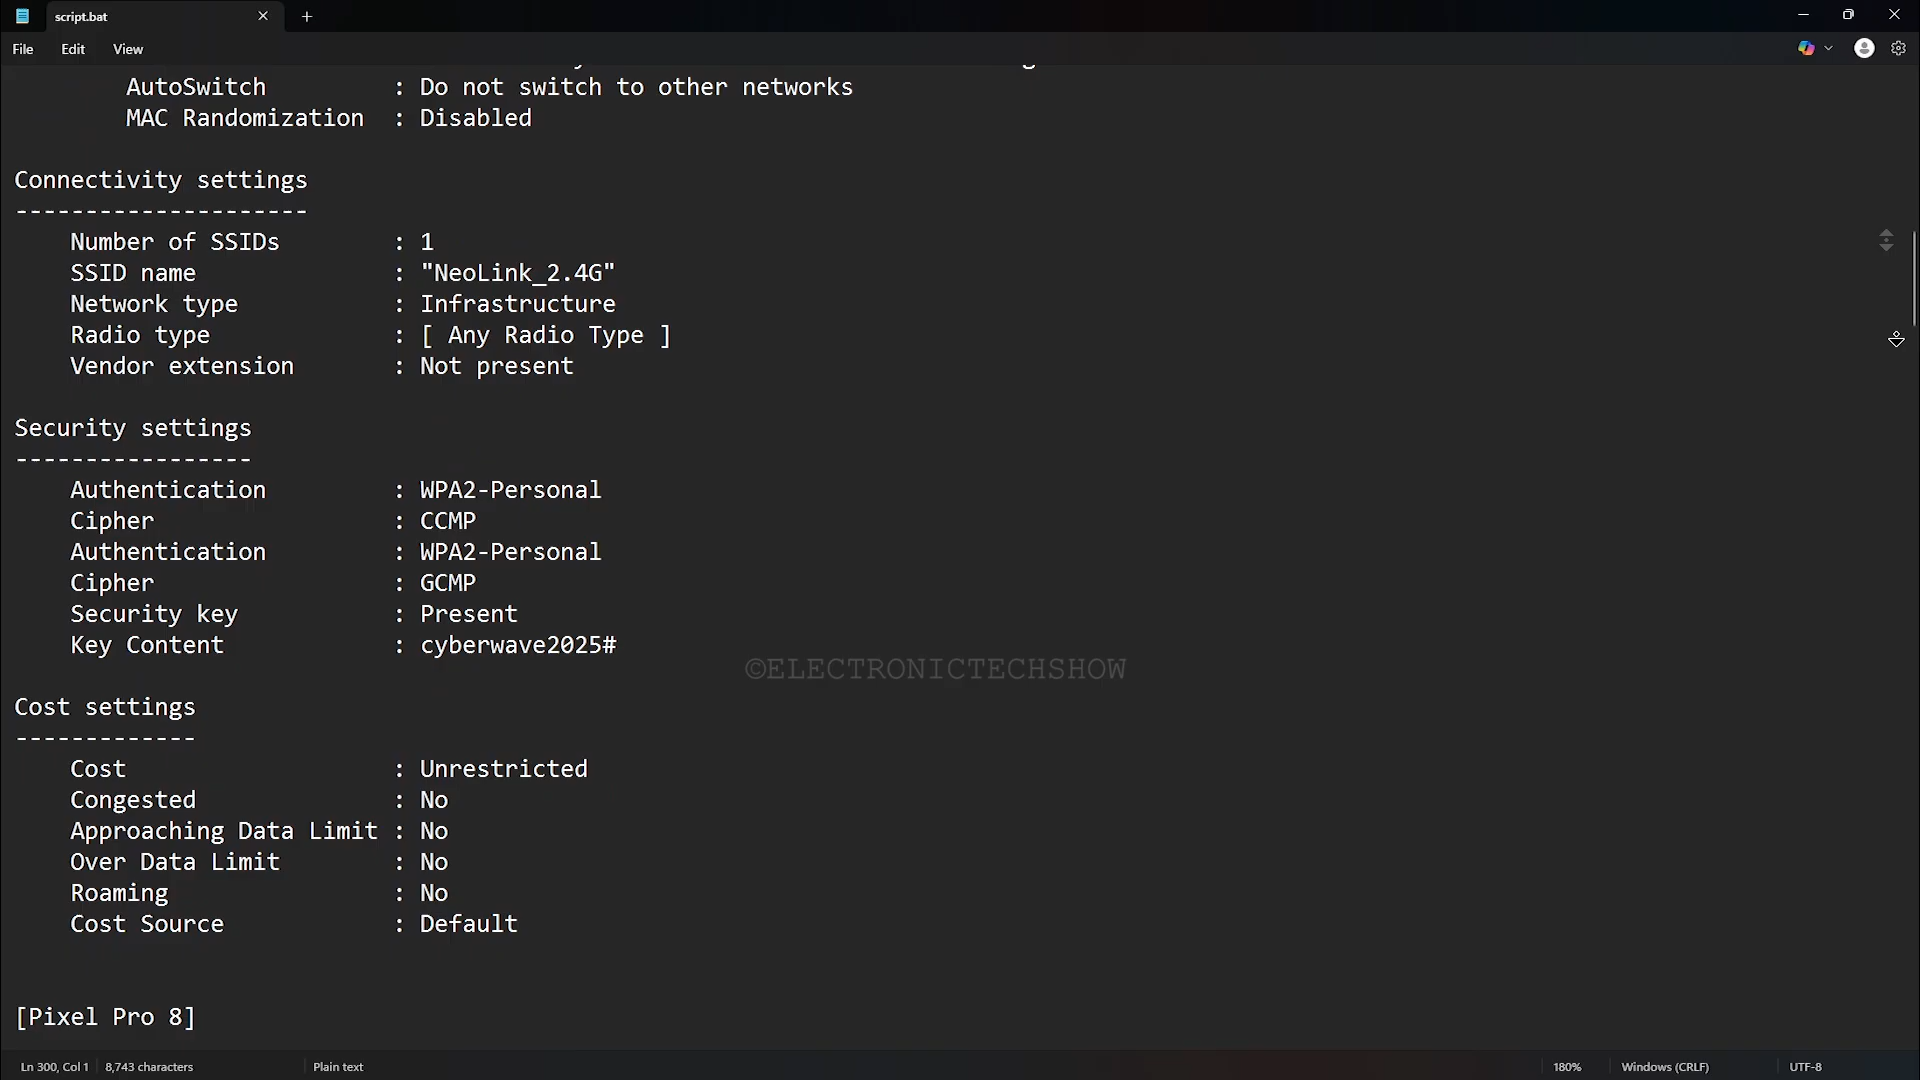 script.bat
File Edit View
AutoSwitch : Do not switch to other networks
MAC Randomization : Disabled
Connectivity settings
---------------------
Number of SSIDs : 1
SSID name : "NeoLink_2.4G"
Network type : Infrastructure
Radio type : [ Any Radio Type ]
Vendor extension : Not present
Security settings
-----------------
Authentication : WPA2-Personal
Cipher : CCMP
Authentication : WPA2-Personal
Cipher : GCMP
Security key : Present
Key Content : cyberwave2025#
©ELECTRONICTECHSHOW
Cost settings
-------------
Cost : Unrestricted
Congested : No
Approaching Data Limit : No
Over Data Limit : No
Roaming : No
Cost Source : Default
[Pixel Pro 8]
Ln 300, Col 1 8,743 characters Plain text 180% Windows (CRLF) UTF-8